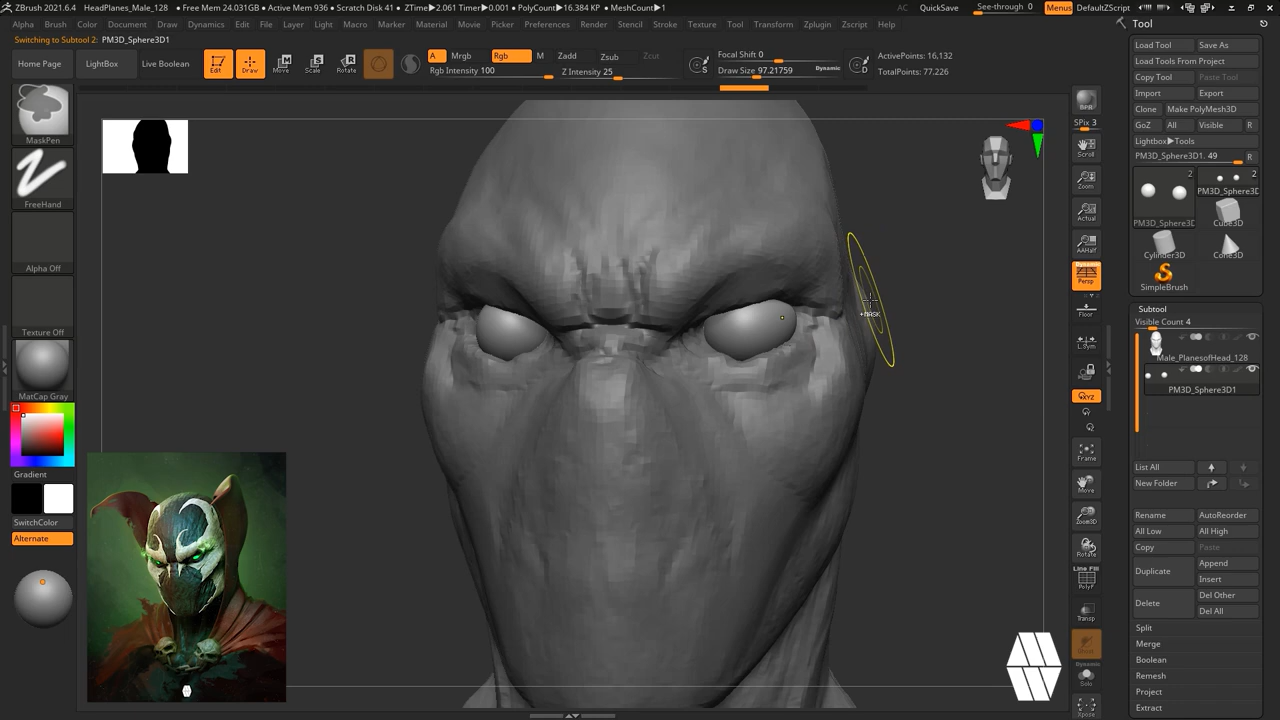 ZBrush 2021.6.4 HeadPlanes_Male_128 • Free Mem 24.031GB • Active Mem 936 • Scratch Disk 41 • ZTime▶2.061 Timer▶0.001 • PolyCount▶16.384 KP • MeshCount▶1 AC QuickSave See-through 0 Menus DefaultZScript
Alpha Brush Color Document Draw Dynamics Edit File Layer Light Macro Marker Material Movie Picker Preferences Render Stencil Stroke Texture Tool Transform Zplugin Zscript Help
Switching to Subtool 2: PM3D_Sphere3D1
Home Page LightBox Live Boolean Edit Draw Move Scale Rotate
A Mrgb Rgb M Zadd Zsub Zcut
Rgb Intensity 100 Z Intensity 25
S Focal Shift 0
Draw Size 97.21759 Dynamic D
ActivePoints: 16,132
TotalPoints: 77,226
MaskPen
FreeHand
Alpha Off
Texture Off
MatCap Gray
Gradient
SwitchColor
Alternate
+MASK
BPR
SPix 3
Scroll
Zoom
Actual
AAHalf
Dynamic
Persp
Floor
L.Sym
XYZ
Frame
Move
Zoom3D
Rotate
Line Fill
PolyF
Transp
Dynamic
Solo
Xpose
Tool
Load Tool Save As
Load Tools From Project
Copy Tool Paste Tool
Import Export
Clone Make PolyMesh3D
GoZ All Visible R
Lightbox▶Tools
PM3D_Sphere3D1. 49 R
2 2
PM3D_Sphere3D
PM3D_Sphere3D Cube3D
Cylinder3D Cone3D
SimpleBrush
Subtool
Visible Count 4
Male_PlanesofHead_128
PM3D_Sphere3D1
List All
New Folder
Rename AutoReorder
All Low All High
Copy Paste
Duplicate Append
Insert
Delete Del Other
Del All
Split
Merge
Boolean
Remesh
Project
Extract